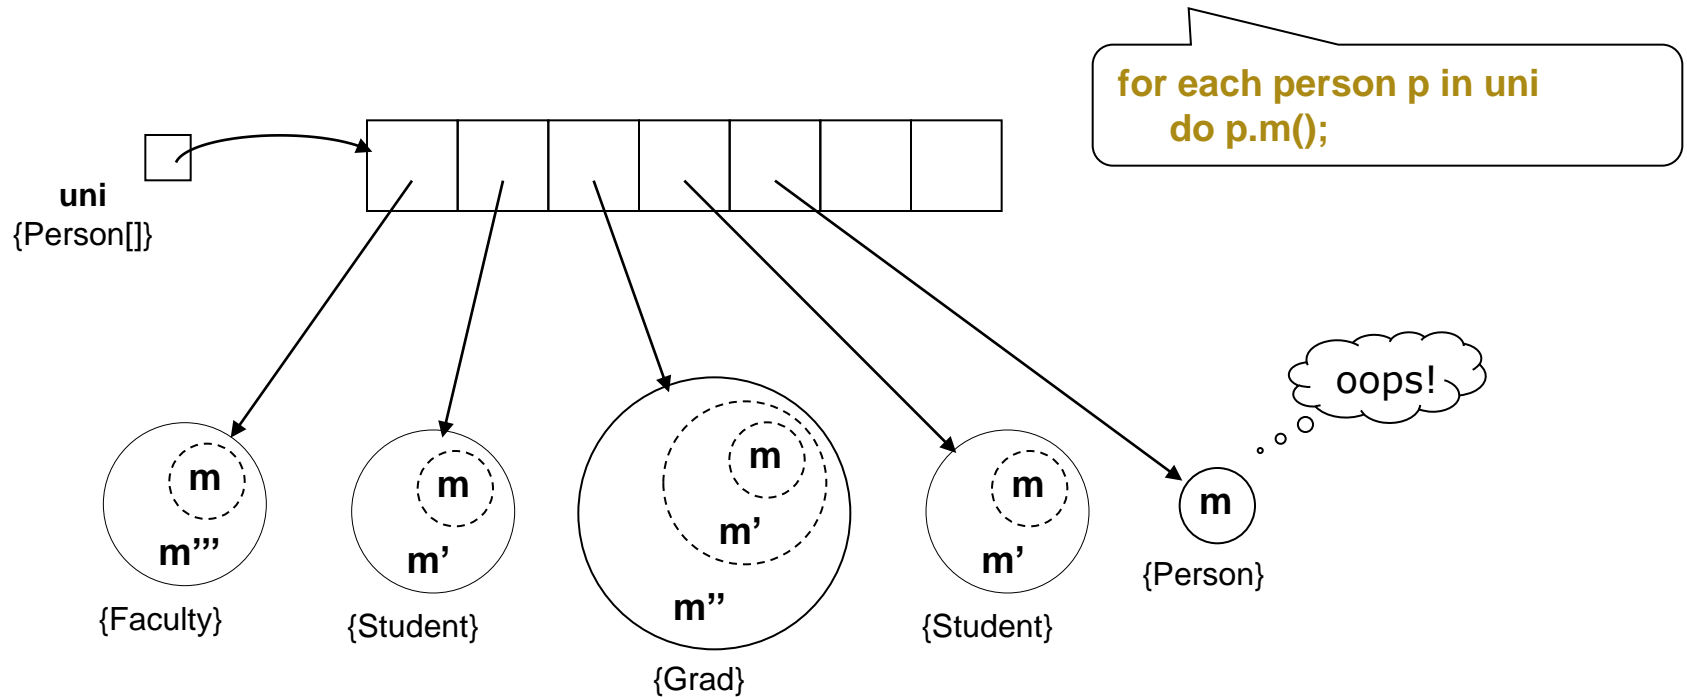 for each person p in uni
do p.m();
uni
{Person[]}
oops!
m
m’’’
{Faculty}
m
m’
{Student}
m
m’
m’’
{Grad}
m
m’
{Student}
m
{Person}